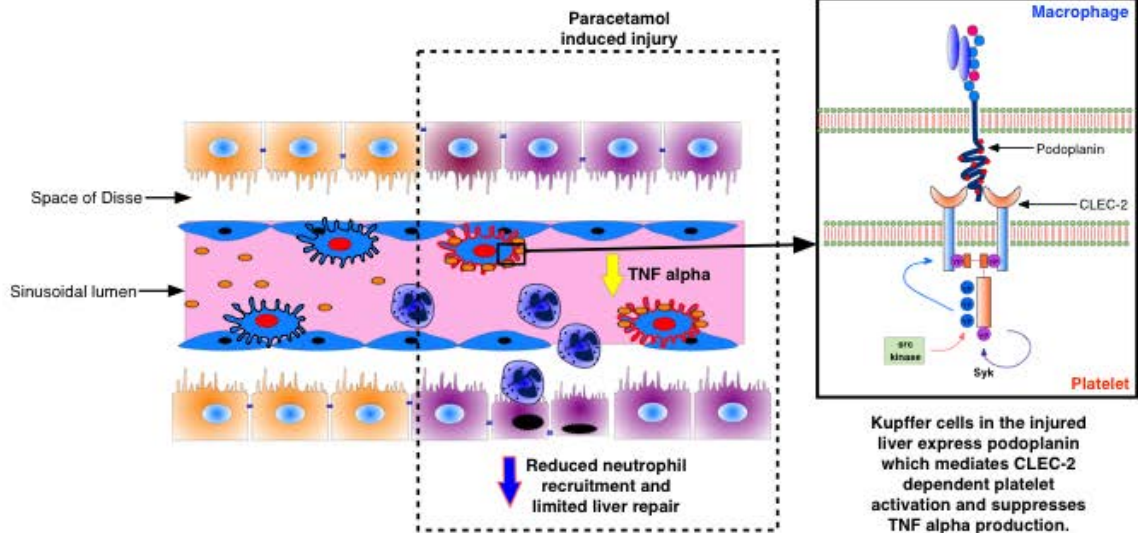 Paracetamol
induced injury
Space of Disse
Sinusoidal lumen
TNF alpha
Reduced neutrophil
recruitment and
limited liver repair
Macrophage
Podoplanin
CLEC-2
src
kinase
Syk
Platelet
Kupffer cells in the injured
liver express podoplanin
which mediates CLEC-2
dependent platelet
activation and suppresses
TNF alpha production.